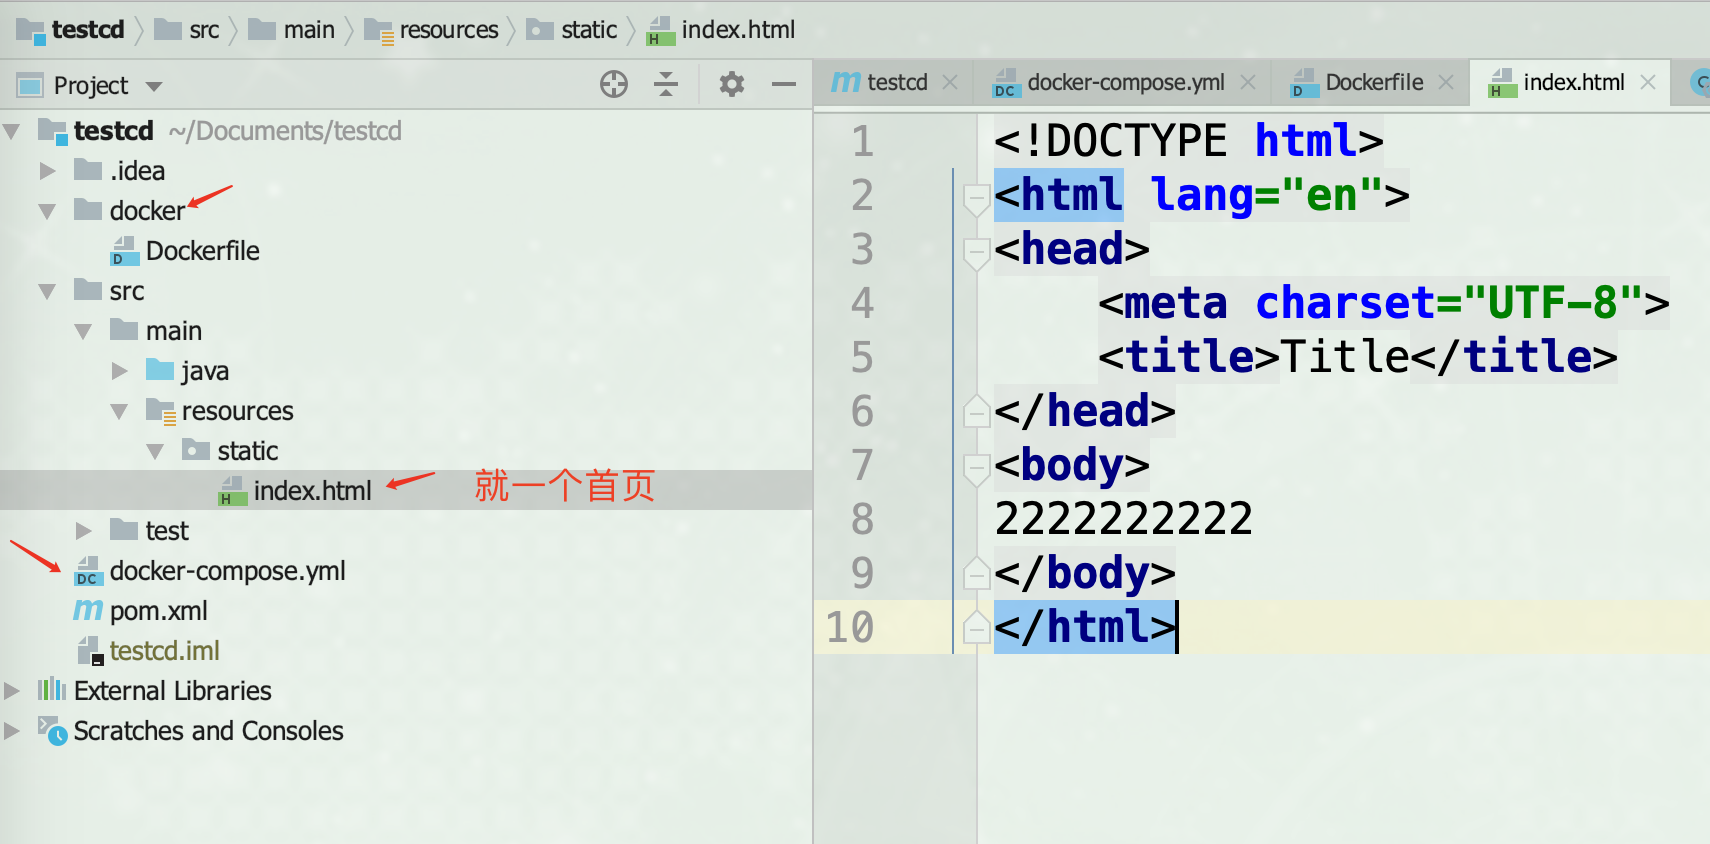 testcd src main resources static index.html
Project
testcd ~/Documents/testcd
.idea
docker
Dockerfile
src
main
java
resources
static
index.html 就一个首页
test
docker-compose.yml
pom.xml
testcd.iml
External Libraries
Scratches and Consoles
testcd docker-compose.yml Dockerfile index.html
1 <!DOCTYPE html>
2 <html lang="en">
3 <head>
4 <meta charset="UTF-8">
5 <title>Title</title>
6 </head>
7 <body>
8 2222222222
9 </body>
10 </html>